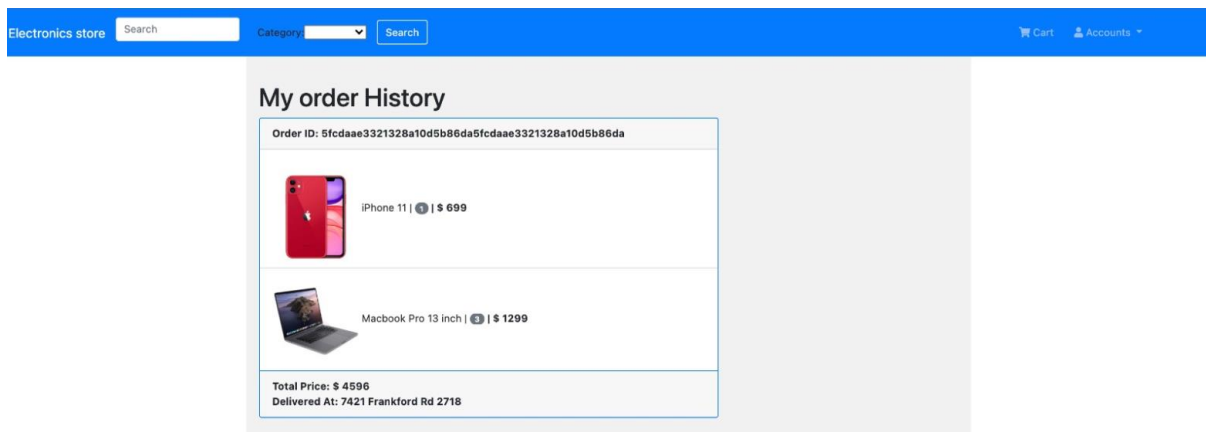 Electronics store Search Category: Search Cart Accounts
My order History
Order ID: 5fcdaae3321328a10d5b86da5fcdaae3321328a10d5b86da
iPhone 11 | 1 | $ 699
Macbook Pro 13 inch | 3 | $ 1299
Total Price: $ 4596
Delivered At: 7421 Frankford Rd 2718